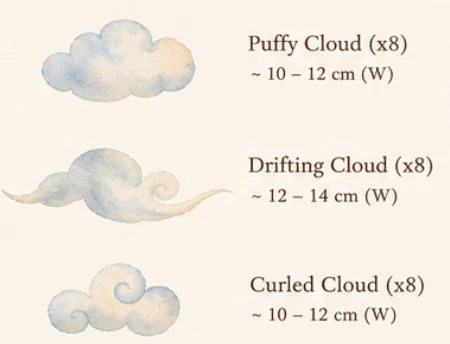 Puffy Cloud (x8)
~ 10 – 12 cm (W)
Drifting Cloud (x8)
~ 12 – 14 cm (W)
Curled Cloud (x8)
~ 10 – 12 cm (W)